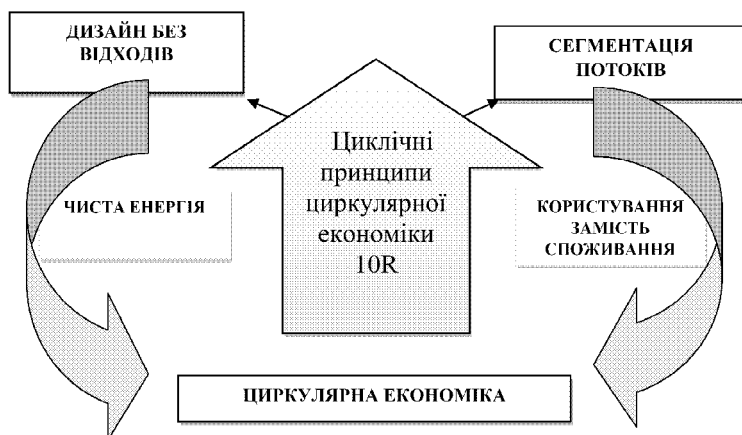 ДИЗАЙН БЕЗ
ВІДХОДІВ
СЕГМЕНТАЦІЯ
ПОТОКІВ
Циклічні
принципи
циркулярної
економіки
10R
ЧИСТА ЕНЕРГІЯ
КОРИСТУВАННЯ
ЗАМІСТЬ
СПОЖИВАННЯ
ЦИРКУЛЯРНА ЕКОНОМІКА